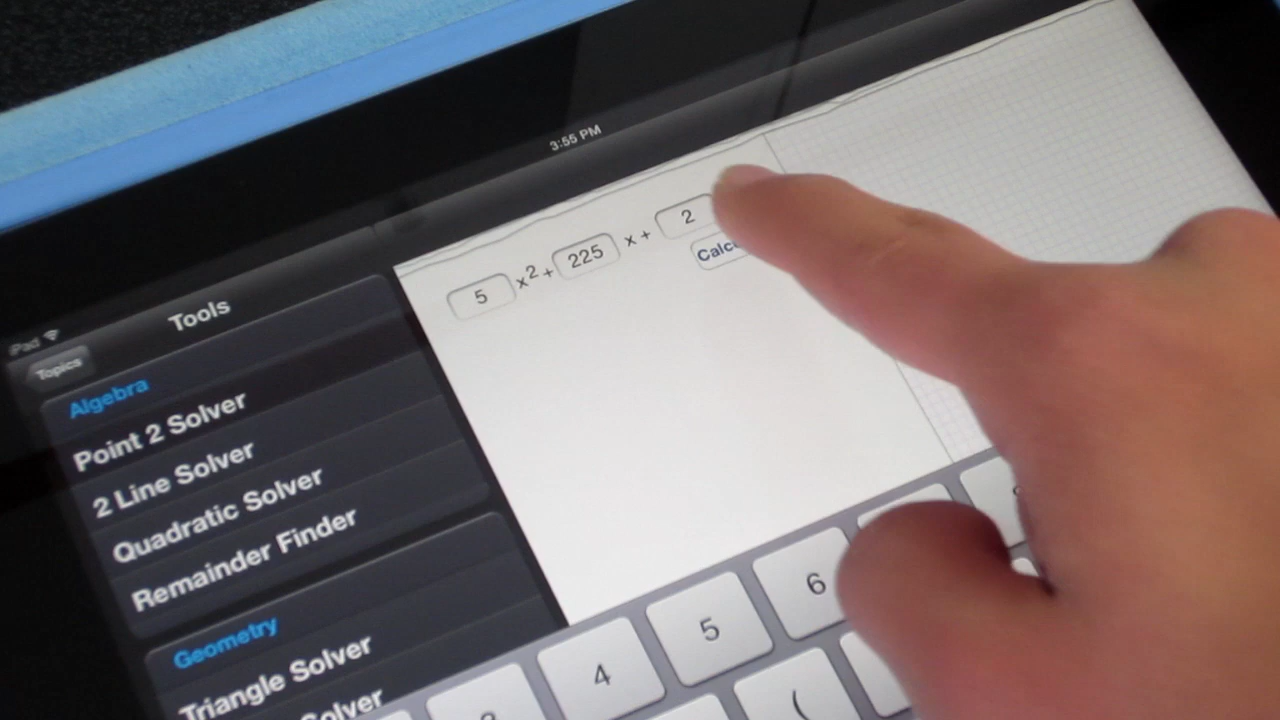 3:55 PM
iPad
Topics
Tools
Algebra
Point 2 Solver
2 Line Solver
Quadratic Solver
Remainder Finder
Geometry
Triangle Solver
Solver
5 x2+ 225 x + 2
4
5
6
(